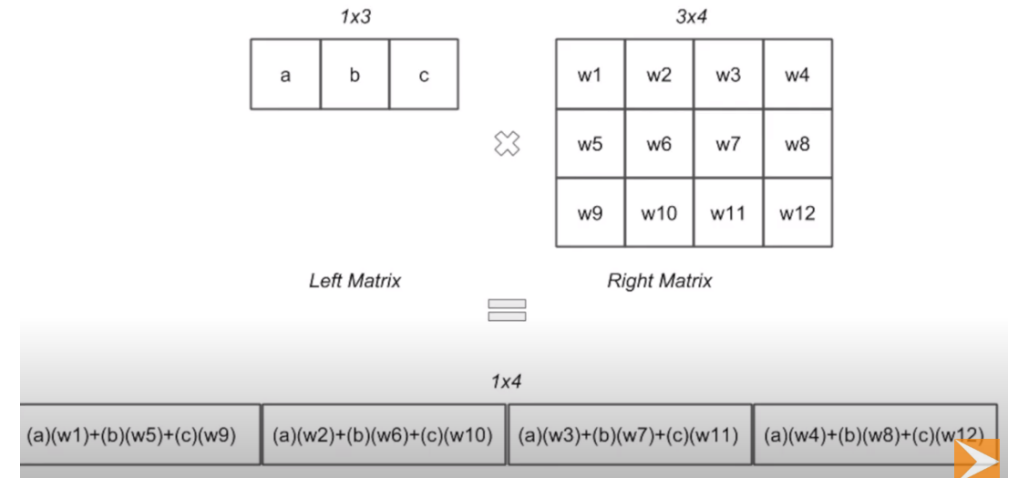 1x3 3x4
a b c w1 w2 w3 w4
w5 w6 w7 w8
w9 w10 w11 w12
Left Matrix Right Matrix
1x4
(a)(w1)+(b)(w5)+(c)(w9) (a)(w2)+(b)(w6)+(c)(w10) (a)(w3)+(b)(w7)+(c)(w11) (a)(w4)+(b)(w8)+(c)(w12)